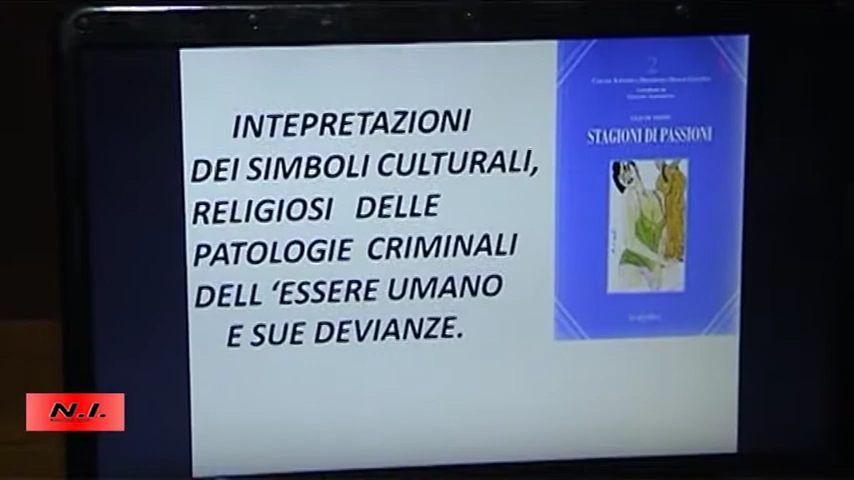 INTEPRETAZIONI
DEI SIMBOLI CULTURALI,
RELIGIOSI DELLE
PATOLOGIE CRIMINALI
DELL ‘ESSERE UMANO
E SUE DEVIANZE.
2
STAGIONI DI PASSIONI
N.I.